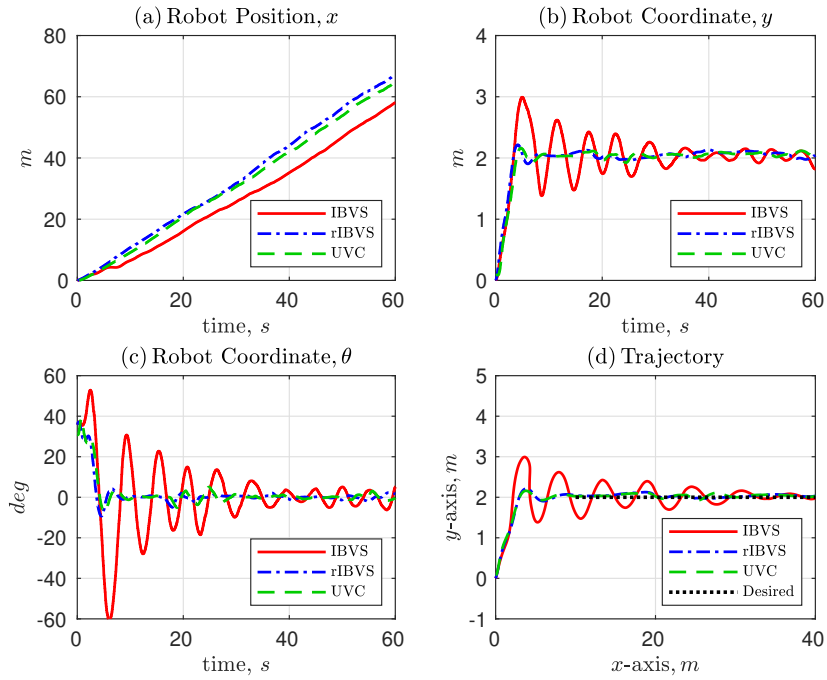 (a) Robot Position, x
80
60
40
20
0
m
0 20 40 60
time, s
IBVS
rIBVS
UVC
(b) Robot Coordinate, y
4
3
2
1
0
m
0 20 40 60
time, s
IBVS
rIBVS
UVC
(c) Robot Coordinate, θ
60
40
20
0
-20
-40
-60
deg
0 20 40 60
time, s
IBVS
rIBVS
UVC
(d) Trajectory
5
4
3
2
1
0
-1
y-axis, m
0 20 40
x-axis, m
IBVS
rIBVS
UVC
Desired